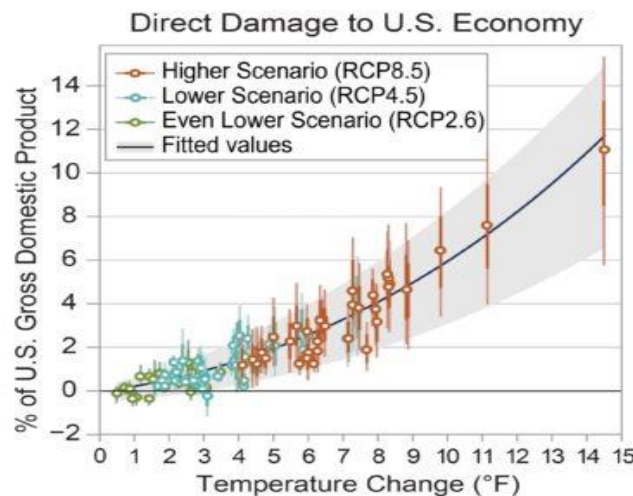 Direct Damage to U.S. Economy
Higher Scenario (RCP8.5)
Lower Scenario (RCP4.5)
Even Lower Scenario (RCP2.6)
Fitted values
% of U.S. Gross Domestic Product
14
12
10
8
6
4
2
0
−2
0 1 2 3 4 5 6 7 8 9 10 11 12 13 14 15
Temperature Change (°F)